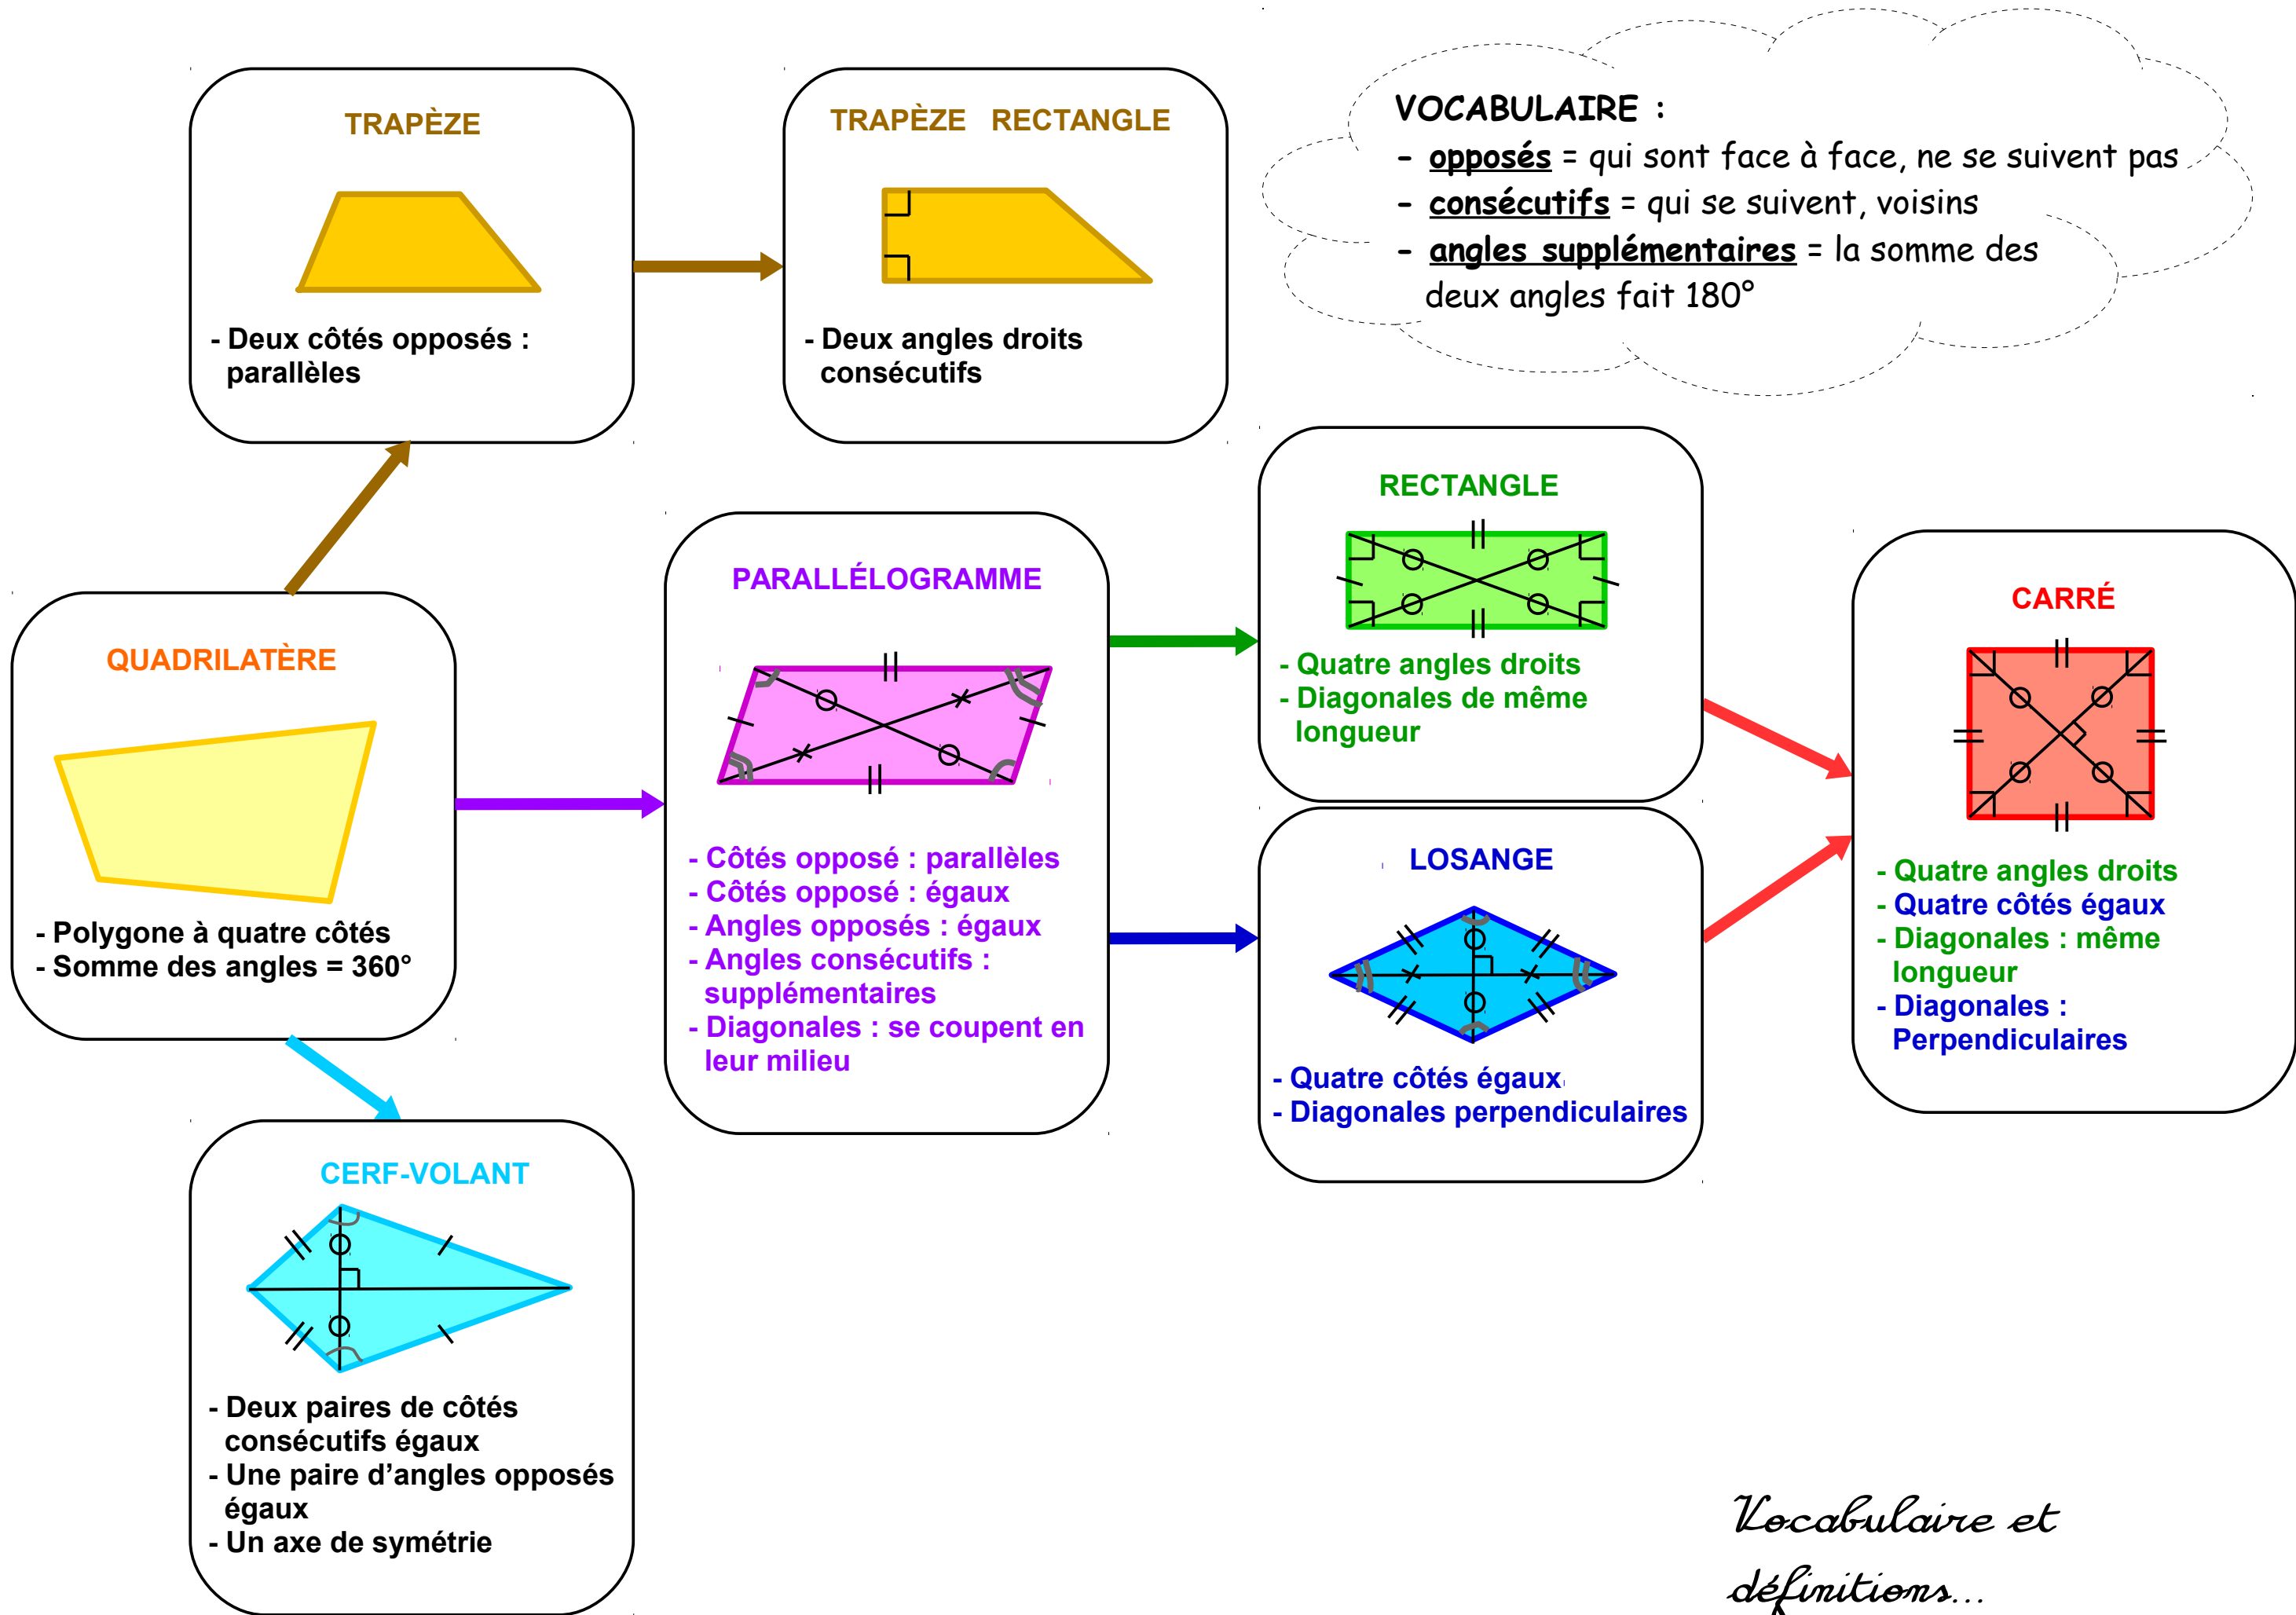 TRAPÈZE
- Deux côtés opposés :
parallèles
TRAPÈZE RECTANGLE
- Deux angles droits
consécutifs
VOCABULAIRE :
- opposés = qui sont face à face, ne se suivent pas
- consécutifs = qui se suivent, voisins
- angles supplémentaires = la somme des
deux angles fait 180°
QUADRILATÈRE
- Polygone à quatre côtés
- Somme des angles = 360°
PARALLÉLOGRAMME
- Côtés opposé : parallèles
- Côtés opposé : égaux
- Angles opposés : égaux
- Angles consécutifs :
supplémentaires
- Diagonales : se coupent en
leur milieu
RECTANGLE
- Quatre angles droits
- Diagonales de même
longueur
LOSANGE
- Quatre côtés égaux
- Diagonales perpendiculaires
CARRÉ
- Quatre angles droits
- Quatre côtés égaux
- Diagonales : même
longueur
- Diagonales :
Perpendiculaires
CERF-VOLANT
- Deux paires de côtés
consécutifs égaux
- Une paire d’angles opposés
égaux
- Un axe de symétrie
Vocabulaire et
définitions...